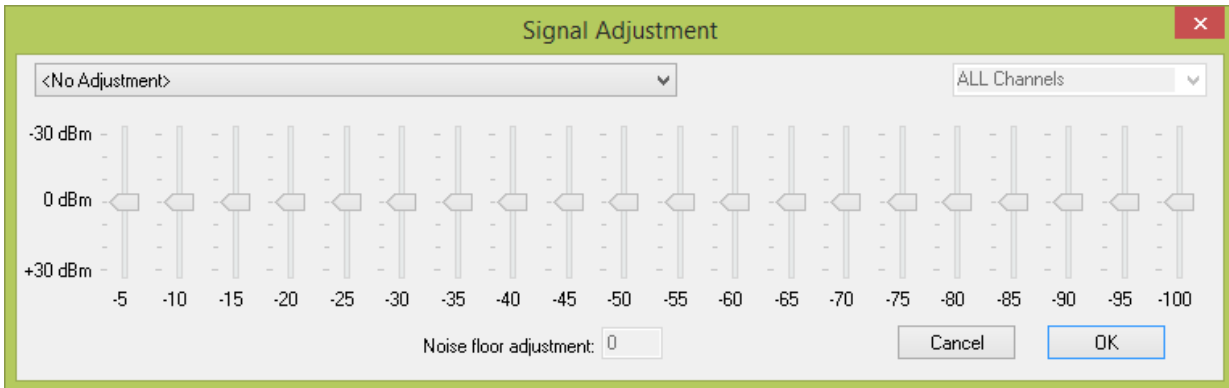 Signal Adjustment
<No Adjustment>
ALL Channels
-30 dBm
0 dBm
+30 dBm
-5 -10 -15 -20 -25 -30 -35 -40 -45 -50 -55 -60 -65 -70 -75 -80 -85 -90 -95 -100
Noise floor adjustment: 0
Cancel OK